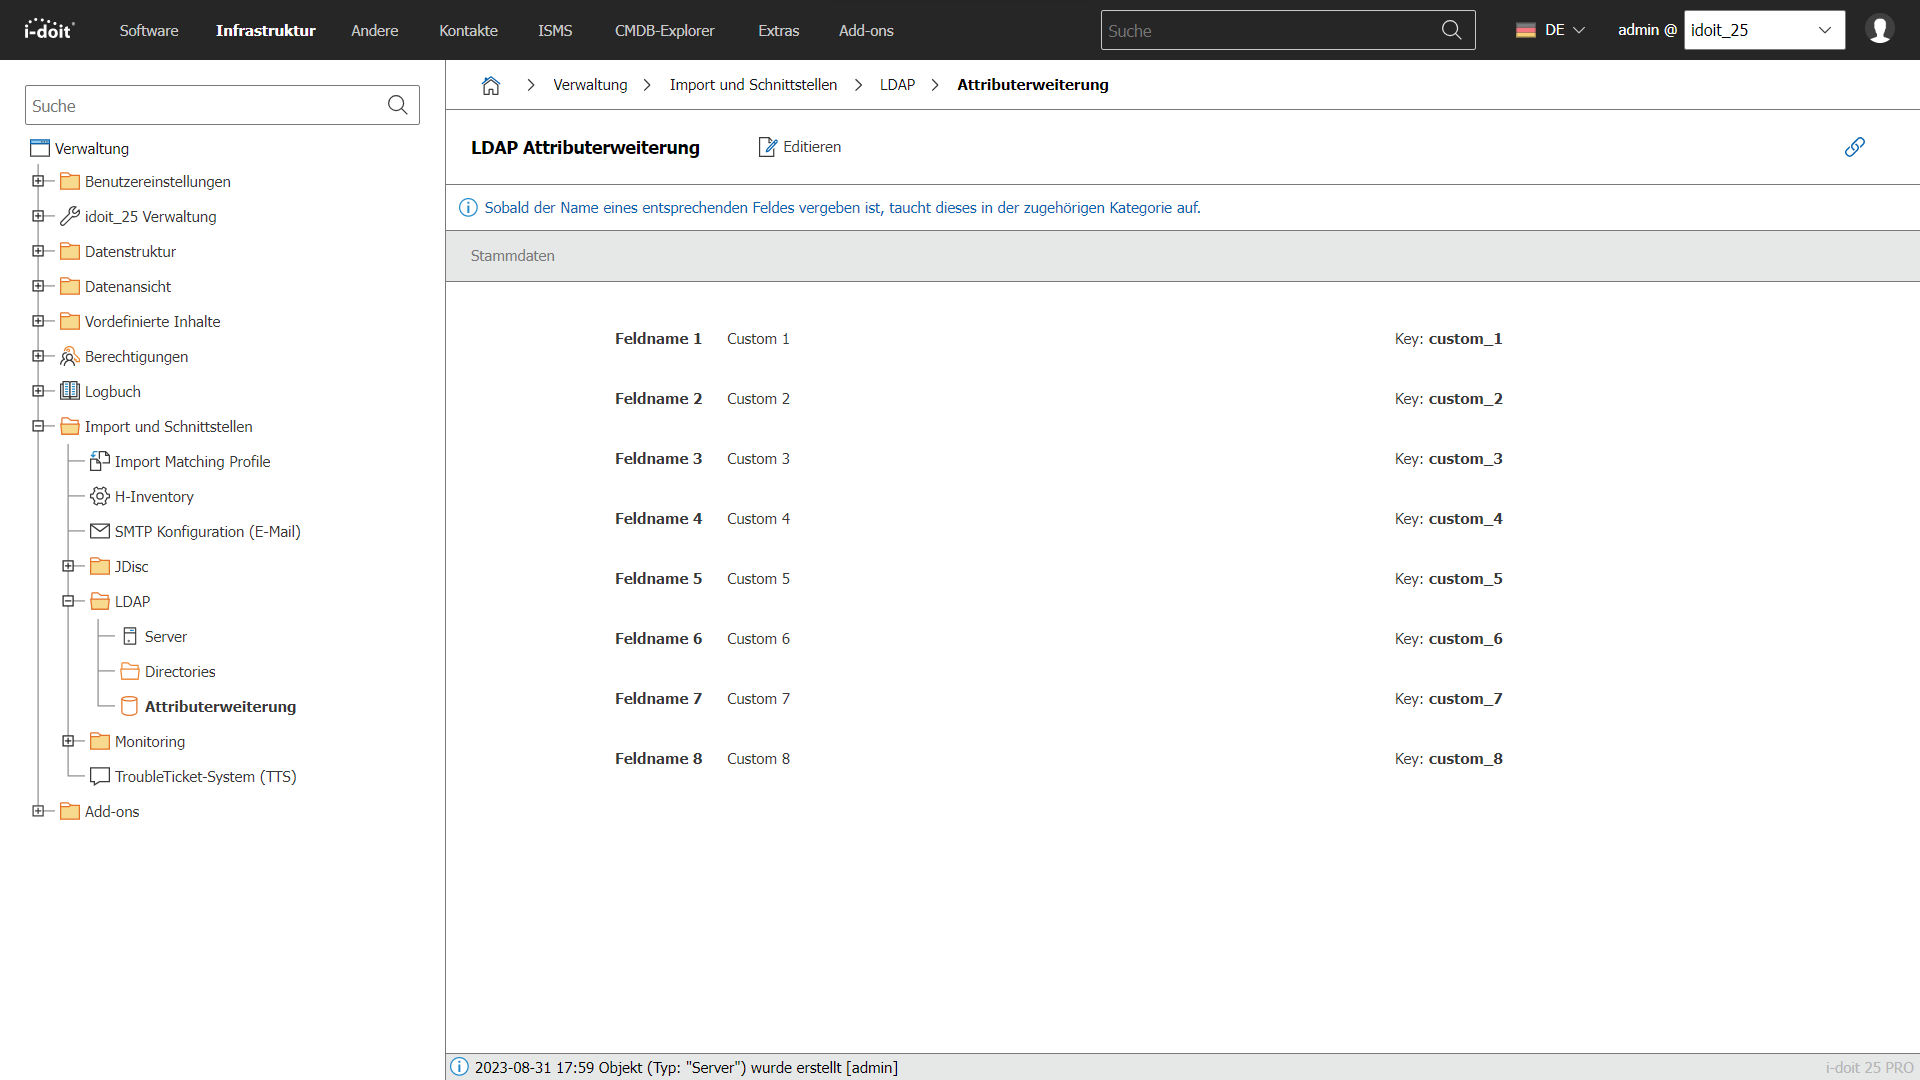 i-doit
Software
Infrastruktur
Andere
Kontakte
ISMS
CMDB-Explorer
Extras
Add-ons
Suche
DE
admin @
idoit_25
Suche
Verwaltung
Benutzereinstellungen
idoit_25 Verwaltung
Datenstruktur
Datenansicht
Vordefinierte Inhalte
Berechtigungen
Logbuch
Import und Schnittstellen
Import Matching Profile
H-Inventory
SMTP Konfiguration (E-Mail)
JDisc
LDAP
Server
Directories
Attributerweiterung
Monitoring
TroubleTicket-System (TTS)
Add-ons
Verwaltung
Import und Schnittstellen
LDAP
Attributerweiterung
LDAP Attributerweiterung
Editieren
Sobald der Name eines entsprechenden Feldes vergeben ist, taucht dieses in der zugehörigen Kategorie auf.
Stammdaten
Feldname 1 Custom 1 Key: custom_1
Feldname 2 Custom 2 Key: custom_2
Feldname 3 Custom 3 Key: custom_3
Feldname 4 Custom 4 Key: custom_4
Feldname 5 Custom 5 Key: custom_5
Feldname 6 Custom 6 Key: custom_6
Feldname 7 Custom 7 Key: custom_7
Feldname 8 Custom 8 Key: custom_8
2023-08-31 17:59 Objekt (Typ: "Server") wurde erstellt [admin]
i-doit 25 PRO